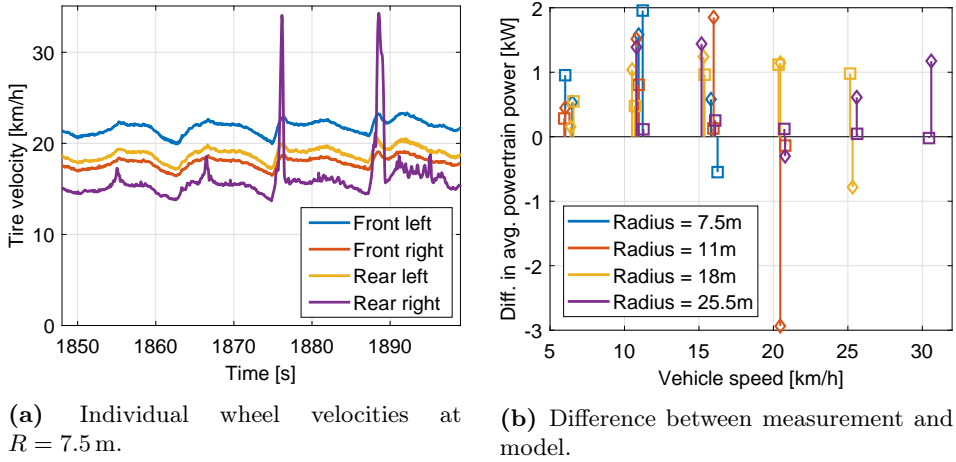 Tire velocity [km/h]
30
20
10
0
1850
1860
1870
1880
1890
Time [s]
Front left
Front right
Rear left
Rear right
(a) Individual wheel velocities at
R = 7.5 m.
Diff. in avg. powertrain power [kW]
2
1
0
-1
-2
-3
5
10
15
20
25
30
Vehicle speed [km/h]
Radius = 7.5m
Radius = 11m
Radius = 18m
Radius = 25.5m
(b) Difference between measurement and
model.